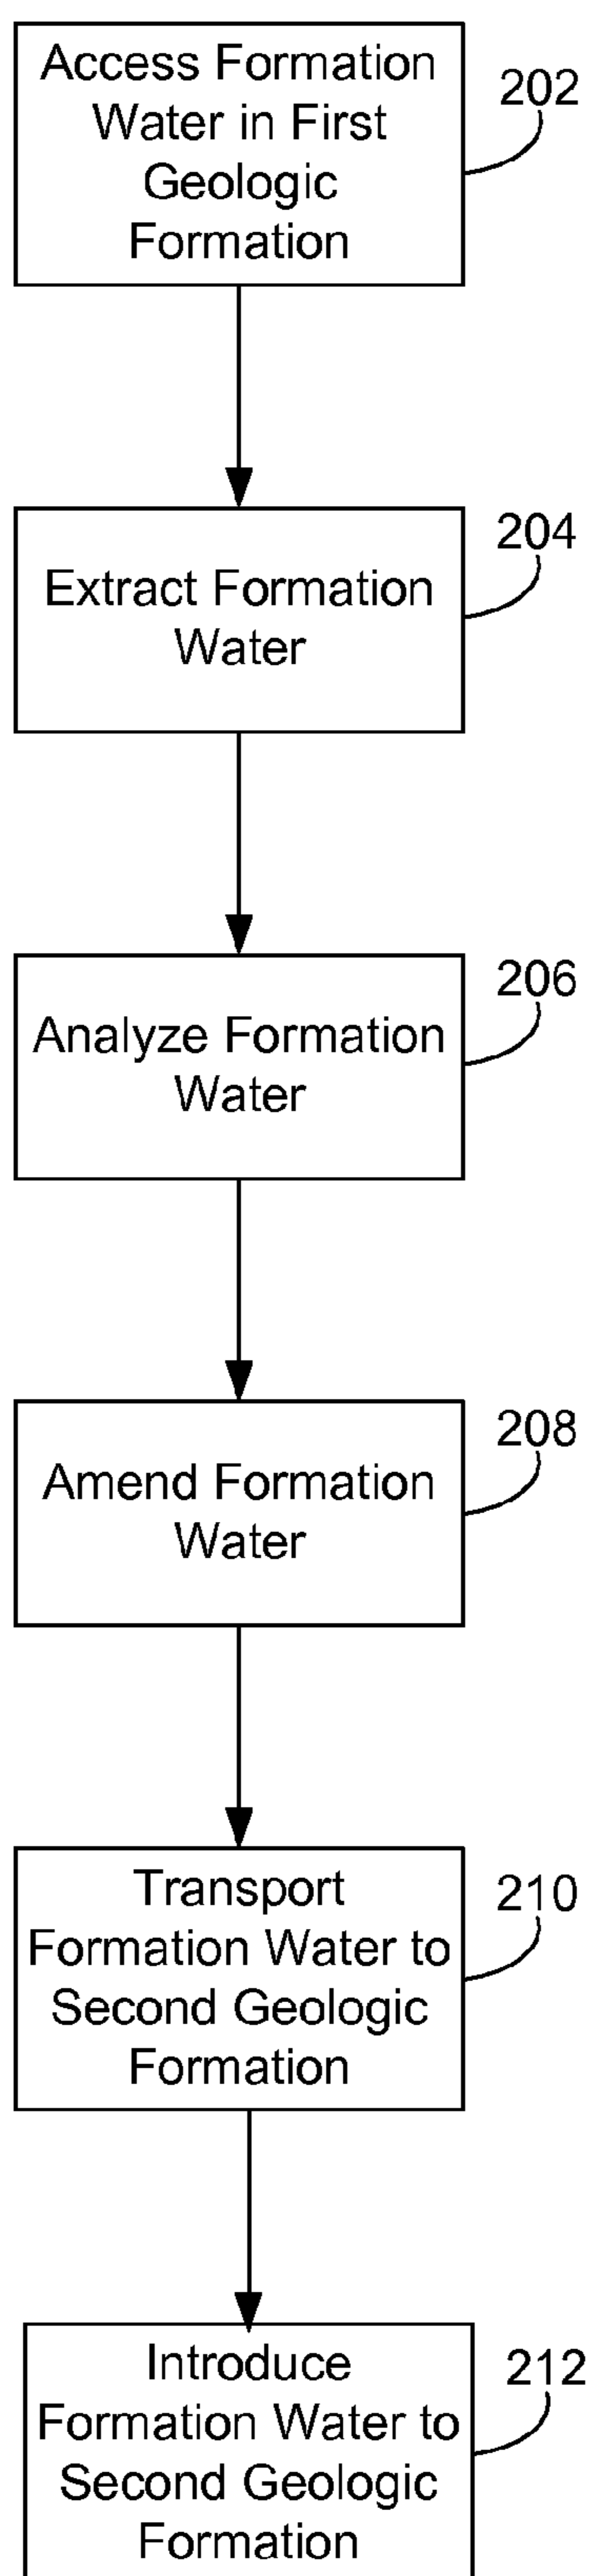 Access Formation
Water in First
Geologic
Formation
202
Extract Formation
Water
204
Analyze Formation
Water
206
Amend Formation
Water
208
Transport
Formation Water to
Second Geologic
Formation
210
Introduce
Formation Water to
Second Geologic
Formation
212